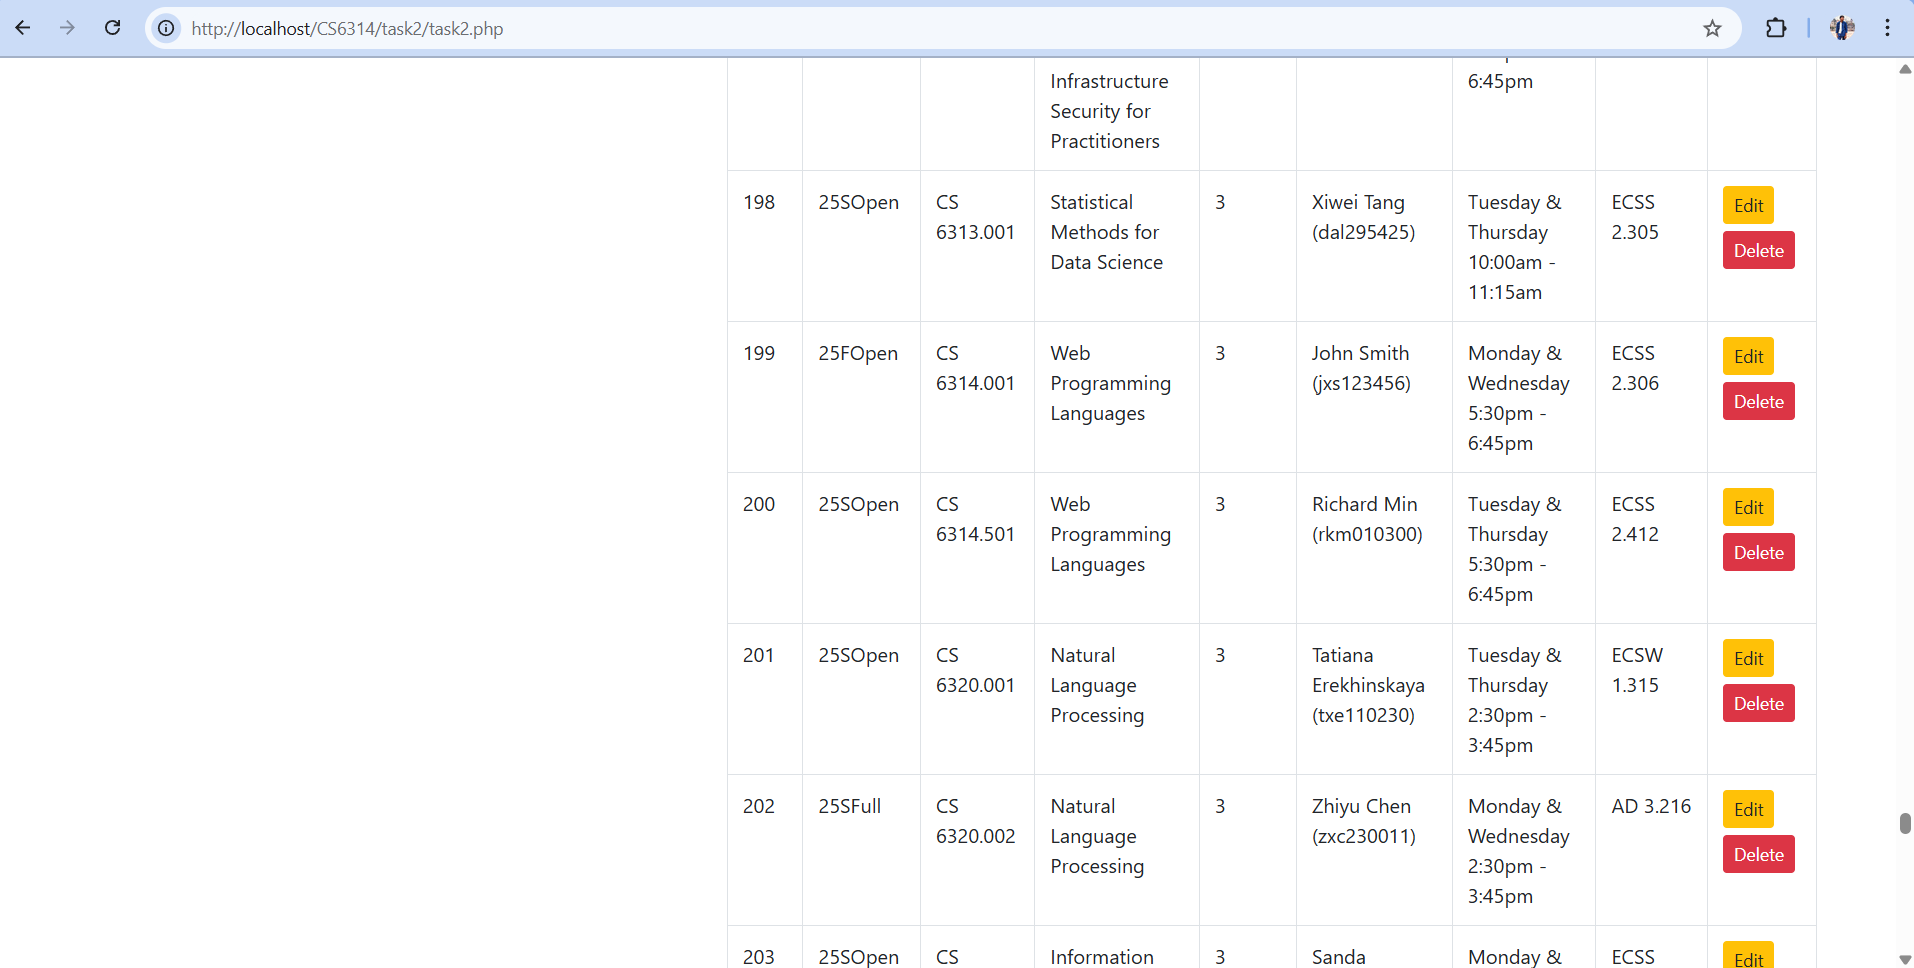 http://localhost/CS6314/task2/task2.php
Infrastructure
Security for
Practitioners
6:45pm
198
25SOpen
CS
6313.001
Statistical
Methods for
Data Science
3
Xiwei Tang
(dal295425)
Tuesday &
Thursday
10:00am -
11:15am
ECSS
2.305
Edit
Delete
199
25FOpen
CS
6314.001
Web
Programming
Languages
3
John Smith
(jxs123456)
Monday &
Wednesday
5:30pm -
6:45pm
ECSS
2.306
Edit
Delete
200
25SOpen
CS
6314.501
Web
Programming
Languages
3
Richard Min
(rkm010300)
Tuesday &
Thursday
5:30pm -
6:45pm
ECSS
2.412
Edit
Delete
201
25SOpen
CS
6320.001
Natural
Language
Processing
3
Tatiana
Erekhinskaya
(txe110230)
Tuesday &
Thursday
2:30pm -
3:45pm
ECSW
1.315
Edit
Delete
202
25SFull
CS
6320.002
Natural
Language
Processing
3
Zhiyu Chen
(zxc230011)
Monday &
Wednesday
2:30pm -
3:45pm
AD 3.216
Edit
Delete
203
25SOpen
CS
Information
3
Sanda
Monday &
ECSS
Edit